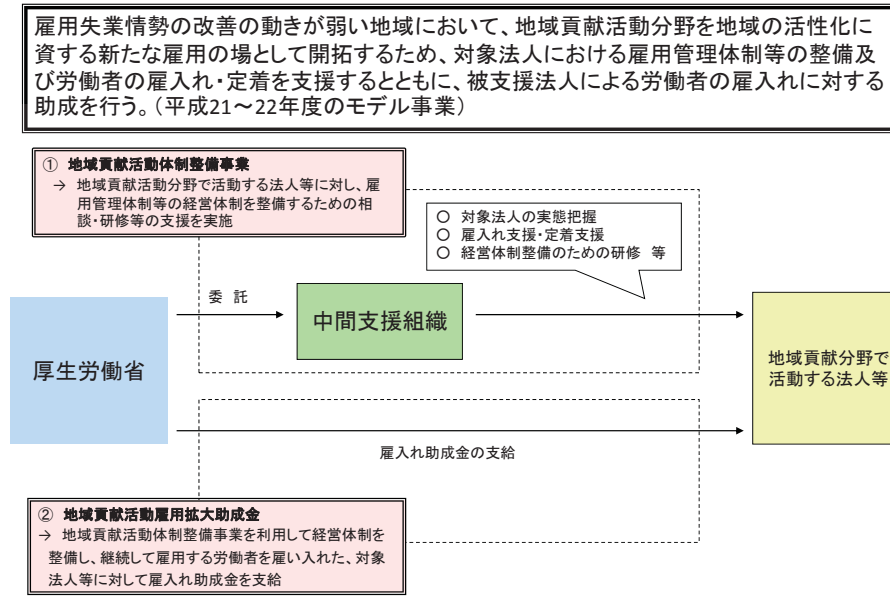 雇用失業情勢の改善の動きが弱い地域において、地域貢献活動分野を地域の活性化に
資する新たな雇用の場として開拓するため、対象法人における雇用管理体制等の整備及
び労働者の雇入れ・定着を支援するとともに、被支援法人による労働者の雇入れに対する
助成を行う。（平成21～22年度のモデル事業）
① 地域貢献活動体制整備事業
→ 地域貢献活動分野で活動する法人等に対し、雇
用管理体制等の経営体制を整備するための相
談・研修等の支援を実施
○ 対象法人の実態把握
○ 雇入れ支援・定着支援
○ 経営体制整備のための研修 等
委 託
中間支援組織
厚生労働省
地域貢献分野で
活動する法人等
雇入れ助成金の支給
② 地域貢献活動雇用拡大助成金
→ 地域貢献活動体制整備事業を利用して経営体制を
整備し、継続して雇用する労働者を雇い入れた、対象
法人等に対して雇入れ助成金を支給